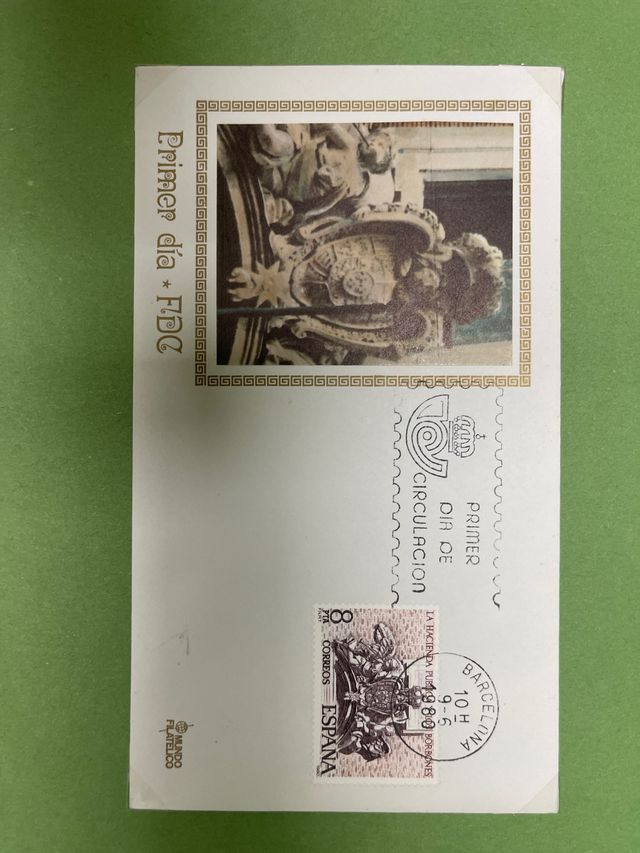 Primer día * FDC
PRIMER
DIA DE
CIRCULACION
BARCELONA
10 H
9-6
1980
LA HACIENDA PUBLICA LOS BORBONES
8
PTA
CORREOS
ESPAÑA
MUNDO
FILATELICO